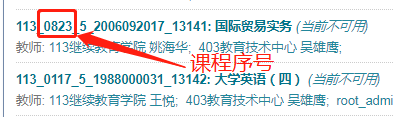 113_0823_5_2006092017_13141: 国际贸易实务 (当前不可用)
教师: 113继续教育学院 姚海华;  403教育技术中心 吴雄鹰;
课程序号
113_0117_5_1988000031_13142: 大学英语（四） (当前不可用)
教师: 113继续教育学院 王悦;  403教育技术中心 吴雄鹰;  root_admi